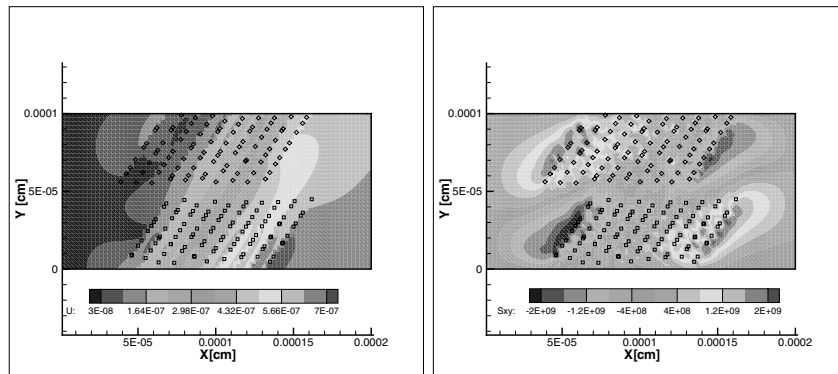 0.0001
Y [cm]
5E-05
0
U: 3E-08 1.64E-07 2.98E-07 4.32E-07 5.66E-07 7E-07
5E-05 0.0001 0.00015 0.0002
X[cm]
0.0001
Y [cm]
5E-05
0
Sxy: -2E+09 -1.2E+09 -4E+08 4E+08 1.2E+09 2E+09
5E-05 0.0001 0.00015 0.0002
X[cm]